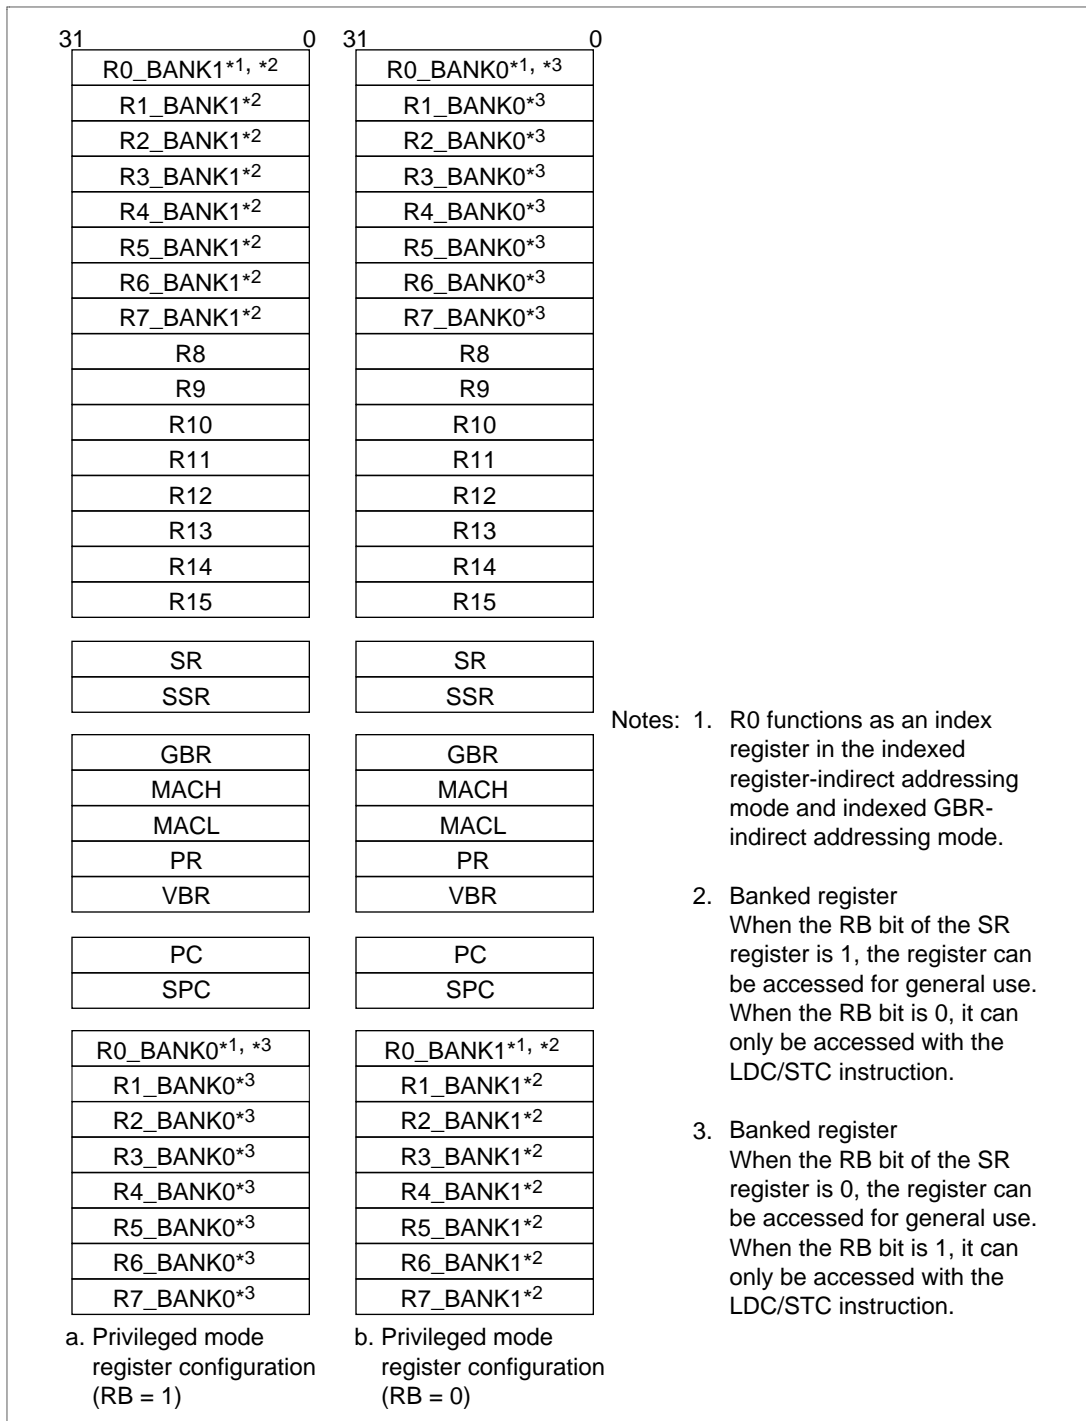 31 0 31 0
R0_BANK1*1, *2 R0_BANK0*1, *3
R1_BANK1*2 R1_BANK0*3
R2_BANK1*2 R2_BANK0*3
R3_BANK1*2 R3_BANK0*3
R4_BANK1*2 R4_BANK0*3
R5_BANK1*2 R5_BANK0*3
R6_BANK1*2 R6_BANK0*3
R7_BANK1*2 R7_BANK0*3
R8 R8
R9 R9
R10 R10
R11 R11
R12 R12
R13 R13
R14 R14
R15 R15
SR SR
SSR SSR
GBR GBR
MACH MACH
MACL MACL
PR PR
VBR VBR
PC PC
SPC SPC
R0_BANK0*1, *3 R0_BANK1*1, *2
R1_BANK0*3 R1_BANK1*2
R2_BANK0*3 R2_BANK1*2
R3_BANK0*3 R3_BANK1*2
R4_BANK0*3 R4_BANK1*2
R5_BANK0*3 R5_BANK1*2
R6_BANK0*3 R6_BANK1*2
R7_BANK0*3 R7_BANK1*2
a. Privileged mode
register configuration
(RB = 1)
b. Privileged mode
register configuration
(RB = 0)
Notes: 1. R0 functions as an index
register in the indexed
register-indirect addressing
mode and indexed GBR-
indirect addressing mode.
2. Banked register
When the RB bit of the SR
register is 1, the register can
be accessed for general use.
When the RB bit is 0, it can
only be accessed with the
LDC/STC instruction.
3. Banked register
When the RB bit of the SR
register is 0, the register can
be accessed for general use.
When the RB bit is 1, it can
only be accessed with the
LDC/STC instruction.